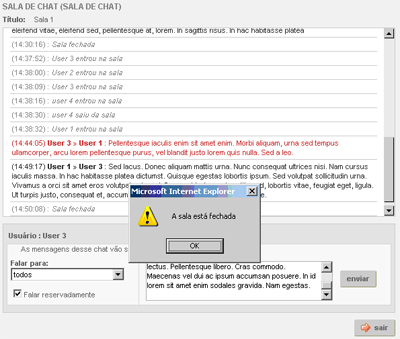 SALA DE CHAT (SALA DE CHAT)
Título: Sala 1
eleifend vitae, eleifend sed, pellentesque at, lorem. In sagittis risus. In hac habitasse platea
(14:30:16) Sala fechada
(14:37:52) User 3 entrou na sala
(14:38:00) User 2 entrou na sala
(14:38:09) User 3 entrou na sala
(14:38:16) user 4 entrou na sala
(14:38:30) user 4 saiu da sala
(14:38:32) User 1 entrou na sala
(14:44:05) User 3 > User 1 : Pellentesque iaculis enim sit amet enim. Morbi aliquam, urna sed tempus
ullamcorper, arcu lorem pellentesque purus, vel blandit justo lorem quis nulla. Sed a leo.
(14:49:17) User 1 > User 3 : Sed lacus. Donec aliquam mattis urna. Nunc consequat ultrices nisi. Nam cursus
iaculis massa. In hac habitasse platea dictumst. Quisque egestas lobortis ipsum. Sed volutpat sollicitudin urna.
Vivamus a orci sit amet eros volutp d, lobortis vitae, feugiat eget, ligula.
Ut turpis justo, consequat et, accum
(14:50:08) Sala fechada
Microsoft Internet Explorer
A sala está fechada
OK
Usuário : User 3
As mensagens desse chat vão s
Falar para:
todos
Falar reservadamente
lectus. Pellentesque libero. Cras commodo.
Maecenas vel dui ac ipsum accumsan posuere. In id
lorem sit amet enim sodales gravida. Nam egestas.
enviar
sair